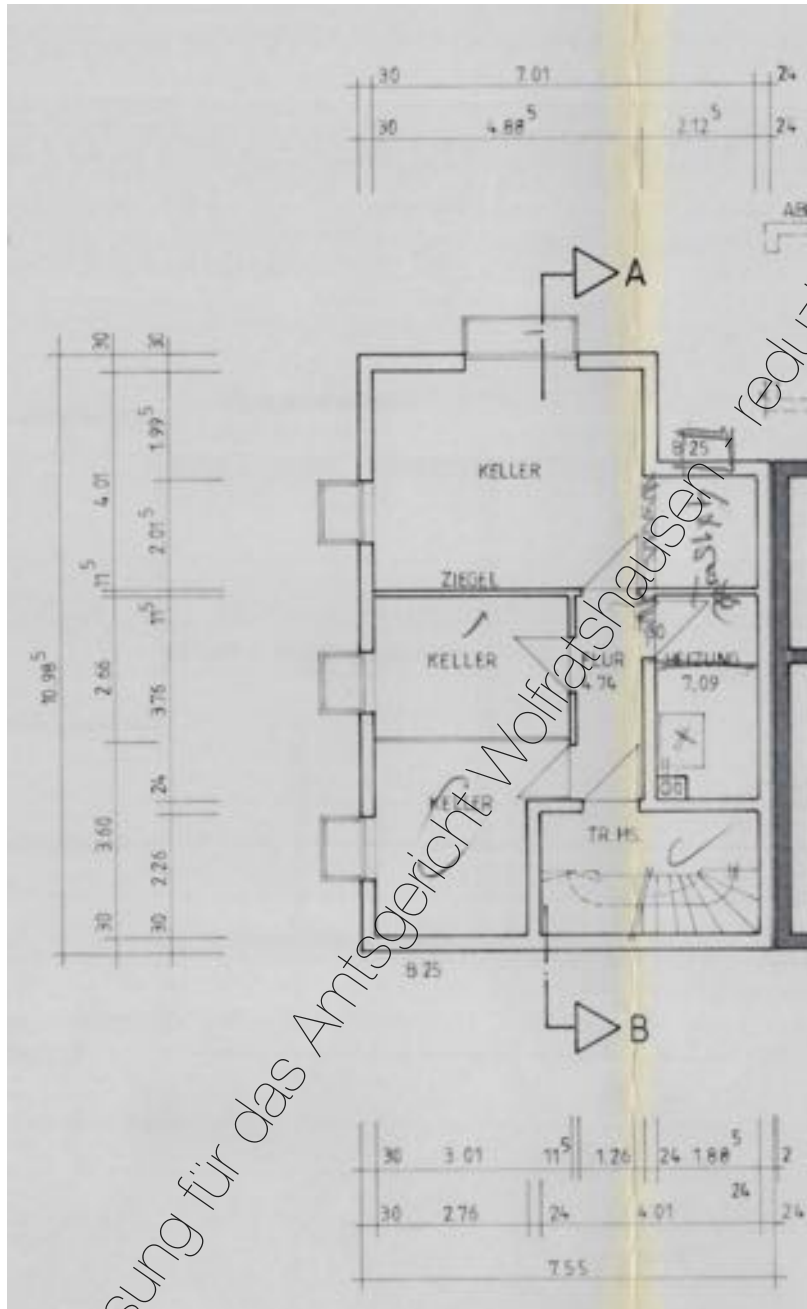 30 7.01 24
30 4.88⁵ 2.12⁵ 24
A
B 25
KELLER
ZIEGEL
KELLER
FLUR
4.74
HEIZUNG
7.09
KELLER
TR.HS.
B 25
B
30 30
1.99⁵
4.01
2.01⁵
11⁵ 11⁵
10.98⁵
2.66
3.76
24
3.60
2.26
30 30
30 3.01 11⁵ 1.26 24 1.88⁵ 2
24
30 2.76 24 4.01 24
7.55
sung für das Amtsgericht Wolfratshausen -